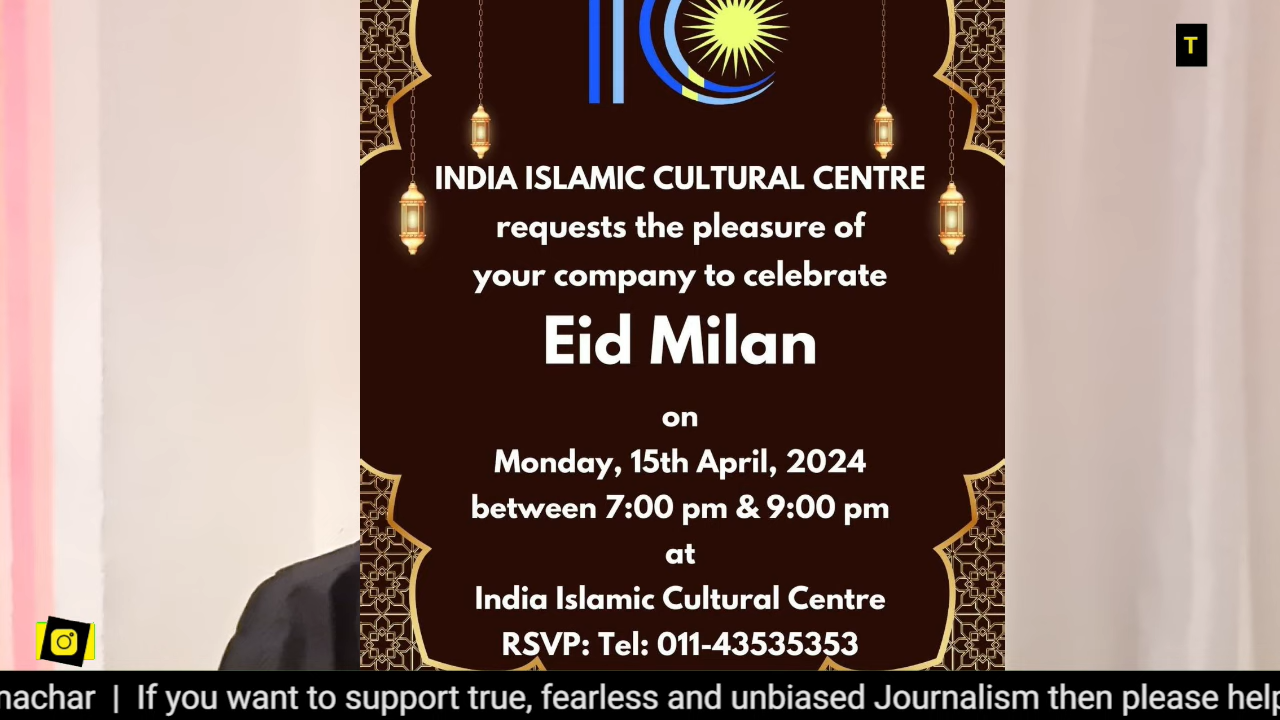 T
INDIA ISLAMIC CULTURAL CENTRE
requests the pleasure of
your company to celebrate
Eid Milan
on
Monday, 15th April, 2024
between 7:00 pm & 9:00 pm
at
India Islamic Cultural Centre
RSVP: Tel: 011-43535353
machar | If you want to support true, fearless and unbiased Journalism then please help